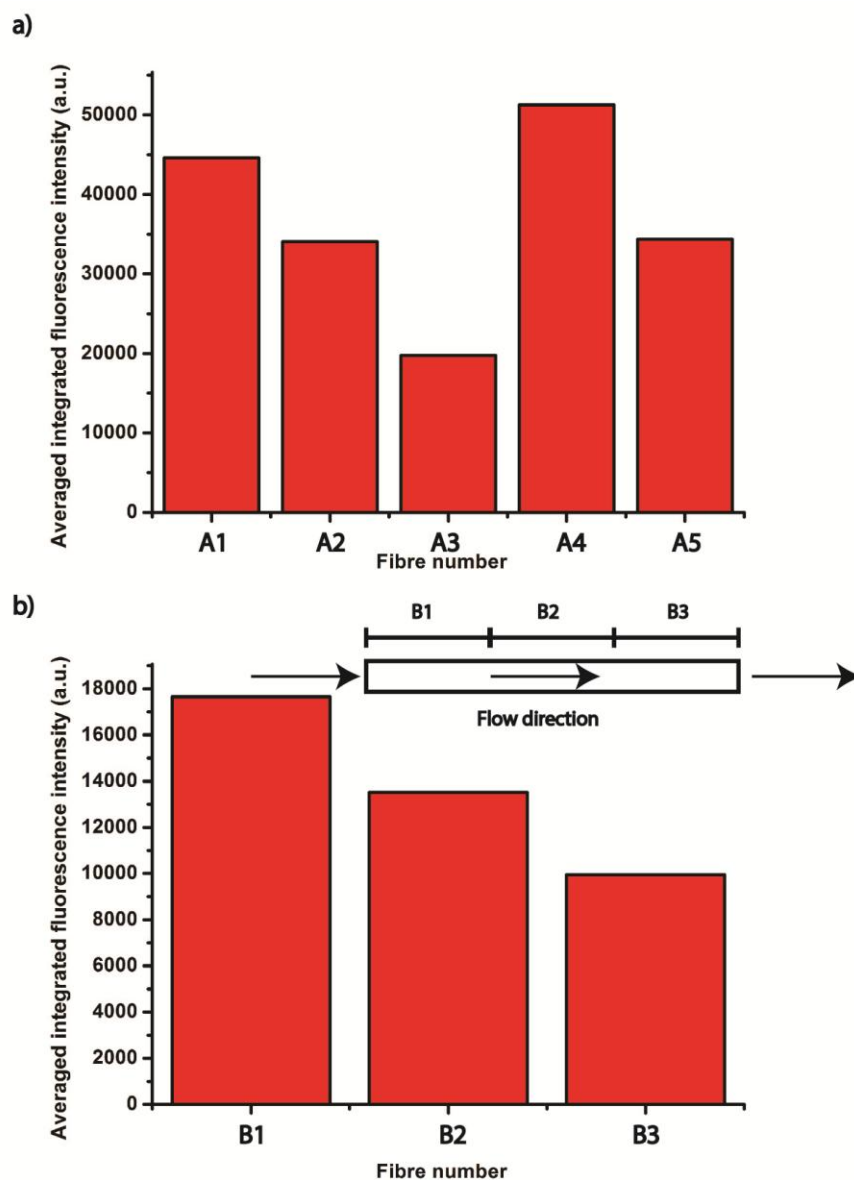 a)
Averaged integrated fluorescence intensity (a.u.)
50000
40000
30000
20000
10000
0
A1 A2 A3 A4 A5
Fibre number
b)
B1 B2 B3
Flow direction
Averaged integrated fluorescence intensity (a.u.)
18000
16000
14000
12000
10000
8000
6000
4000
2000
0
B1 B2 B3
Fibre number